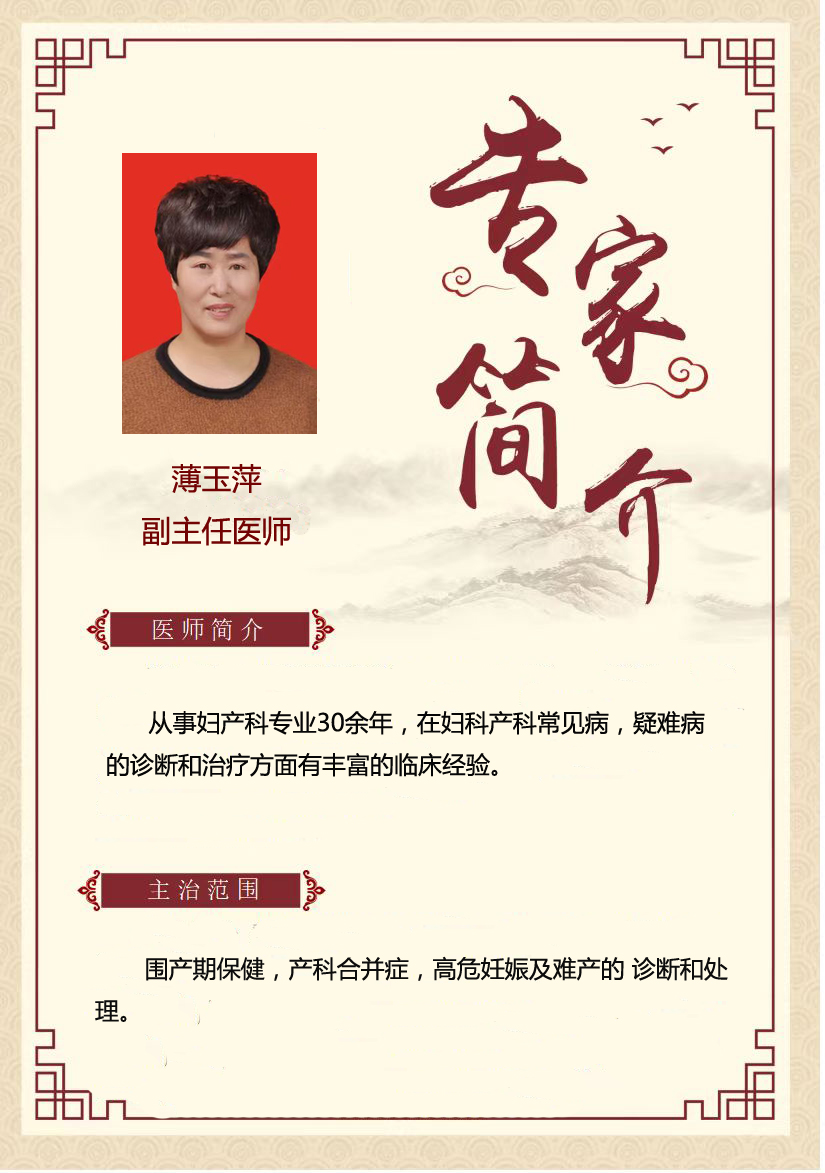 专家简介
薄玉萍
副主任医师
医师简介
从事妇产科专业30余年，在妇科产科常见病，疑难病
的诊断和治疗方面有丰富的临床经验。
主治范围
围产期保健，产科合并症，高危妊娠及难产的 诊断和处
理。